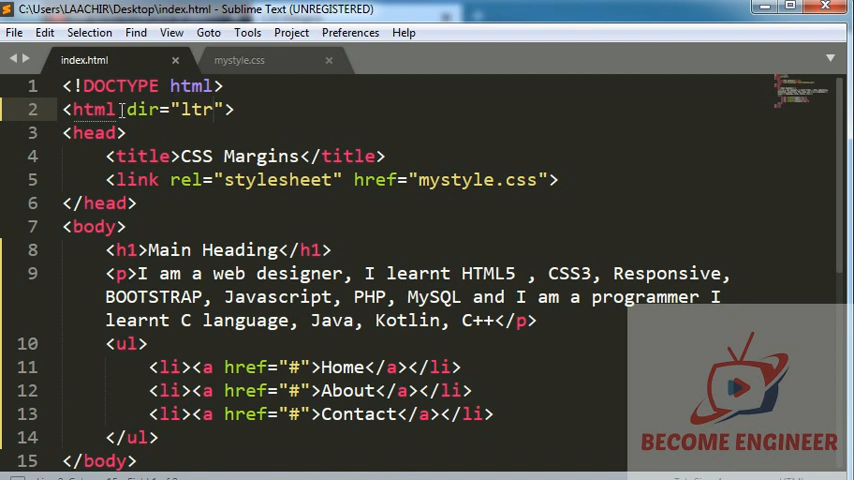 C:\Users\LAACHIR\Desktop\index.html - Sublime Text (UNREGISTERED)
File Edit Selection Find View Goto Tools Project Preferences Help
index.html × mystyle.css ×
1 <!DOCTYPE html>
2 <html dir="ltr">
3 <head>
4 <title>CSS Margins</title>
5 <link rel="stylesheet" href="mystyle.css">
6 </head>
7 <body>
8 <h1>Main Heading</h1>
9 <p>I am a web designer, I learnt HTML5 , CSS3, Responsive,
BOOTSTRAP, Javascript, PHP, MySQL and I am a programmer I
learnt C language, Java, Kotlin, C++</p>
10 <ul>
11 <li><a href="#">Home</a></li>
12 <li><a href="#">About</a></li>
13 <li><a href="#">Contact</a></li>
14 </ul>
15 </body>
BECOME ENGINEER